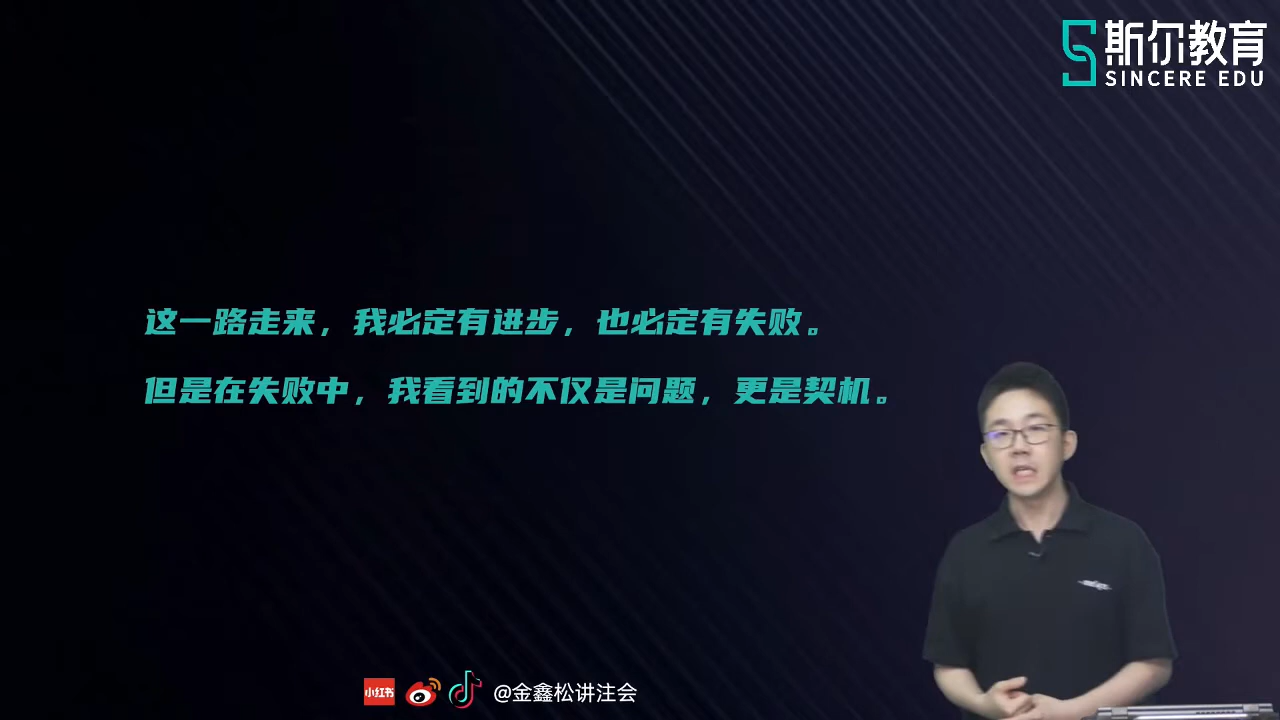 斯尔教育
SINCERE EDU
这一路走来，我必定有进步，也必定有失败。
但是在失败中，我看到的不仅是问题，更是契机。
小红书
@金鑫松讲注会